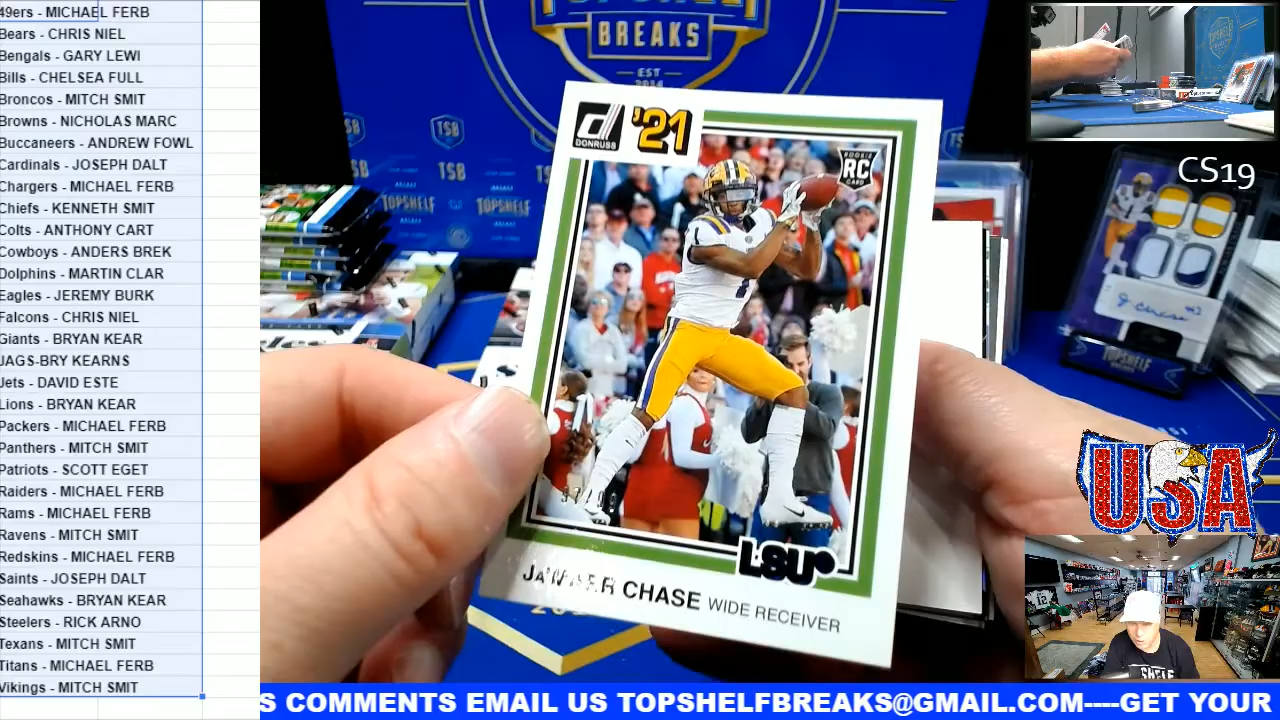 49ers - MICHAEL FERB
Bears - CHRIS NIEL
Bengals - GARY LEWI
Bills - CHELSEA FULL
Broncos - MITCH SMIT
Browns - NICHOLAS MARC
Buccaneers - ANDREW FOWL
Cardinals - JOSEPH DALT
Chargers - MICHAEL FERB
Chiefs - KENNETH SMIT
Colts - ANTHONY CART
Cowboys - ANDERS BREK
Dolphins - MARTIN CLAR
Eagles - JEREMY BURK
Falcons - CHRIS NIEL
Giants - BRYAN KEAR
JAGS-BRY KEARNS
Jets - DAVID ESTE
Lions - BRYAN KEAR
Packers - MICHAEL FERB
Panthers - MITCH SMIT
Patriots - SCOTT EGET
Raiders - MICHAEL FERB
Rams - MICHAEL FERB
Ravens - MITCH SMIT
Redskins - MICHAEL FERB
Saints - JOSEPH DALT
Seahawks - BRYAN KEAR
Steelers - RICK ARNO
Texans - MITCH SMIT
Titans - MICHAEL FERB
Vikings - MITCH SMIT
BREAKS
EST
TSB
TSB
TOPSHELF
TOPSHELF
DONRUSS
'21
ROOKIE
RC
CARD
LSU
CHASE WIDE RECEIVER
CS19
TOPSHELF
USA
S COMMENTS EMAIL US TOPSHELFBREAKS@GMAIL.COM----GET YOUR